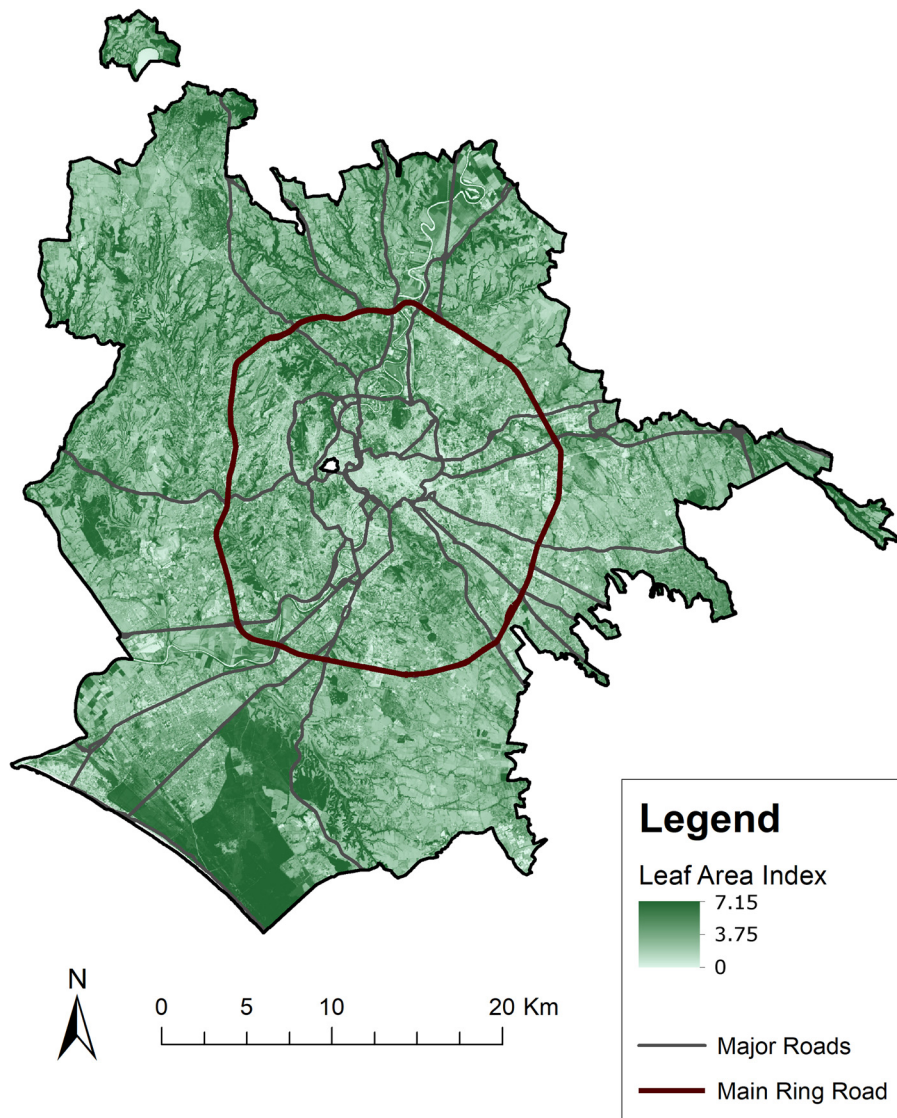 Legend
Leaf Area Index
7.15
3.75
0
N
0 5 10 20 Km
Major Roads
Main Ring Road